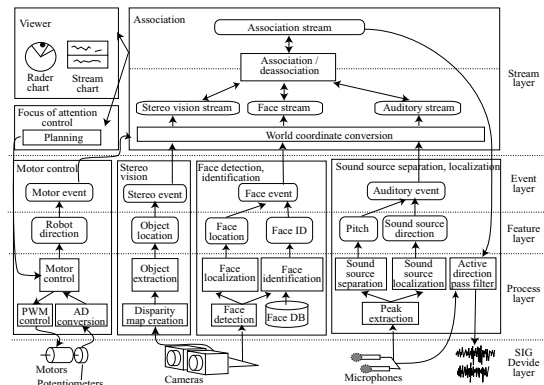 Viewer
Rader
chart
Stream
chart
Association
Association stream
Association /
deassociation
Stereo vision stream
Face stream
Auditory stream
World coordinate conversion
Stream
layer
Focus of attention
control
Planning
Motor control
Motor event
Robot
direction
Motor
control
PWM
control
AD
conversion
Motors
Potentiometers
Stereo
vision
Stereo event
Object
location
Object
extraction
Disparity
map creation
Cameras
Face detection,
identification
Face event
Face
location
Face ID
Face
localization
Face
identification
Face
detection
Face DB
Sound source separation, localization
Auditory event
Pitch
Sound source
direction
Sound
source
separation
Sound
source
localization
Active
direction
pass filter
Peak
extraction
Microphones
Event
layer
Feature
layer
Process
layer
SIG
Devide
layer